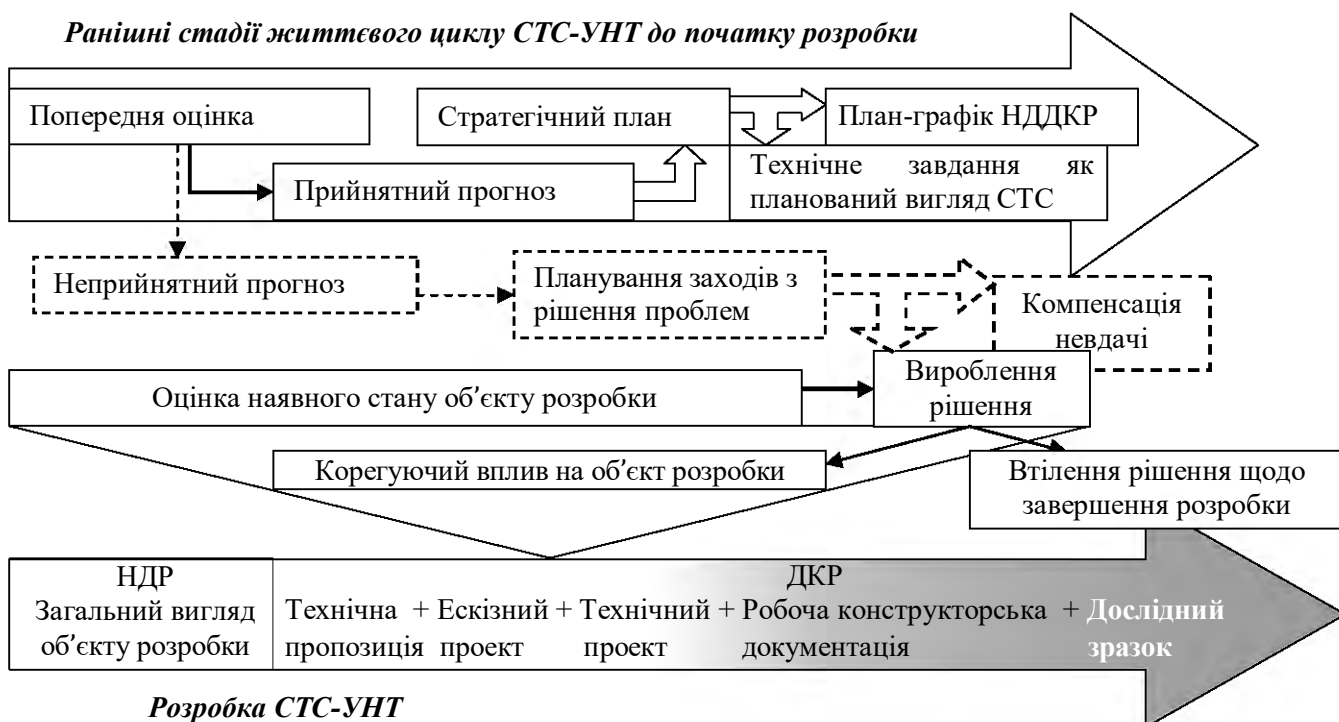 Ранішні стадії життєвого циклу СТС-УНТ до початку розробки
Попередня оцінка
Стратегічний план
План-графік НДДКР
Прийнятний прогноз
Технічне завдання як
планований вигляд СТС
Неприйнятний прогноз
Планування заходів з
рішення проблем
Компенсація
невдачі
Оцінка наявного стану об’єкту розробки
Вироблення
рішення
Корегуючий вплив на об’єкт розробки
Втілення рішення щодо
завершення розробки
НДР
Загальний вигляд
об’єкту розробки
ДКР
Технічна + Ескізний + Технічний + Робоча конструкторська + Дослідний
пропозиція проект проект документація зразок
Розробка СТС-УНТ